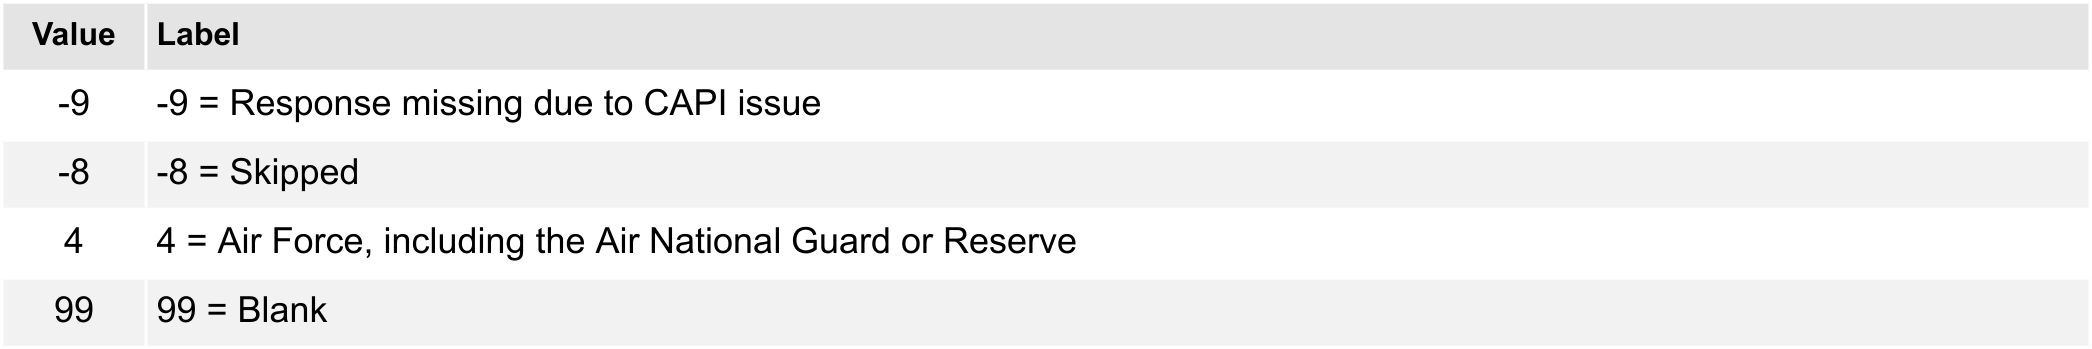 Value Label
-9 -9 = Response missing due to CAPI issue
-8 -8 = Skipped
4 4 = Air Force, including the Air National Guard or Reserve
99 99 = Blank